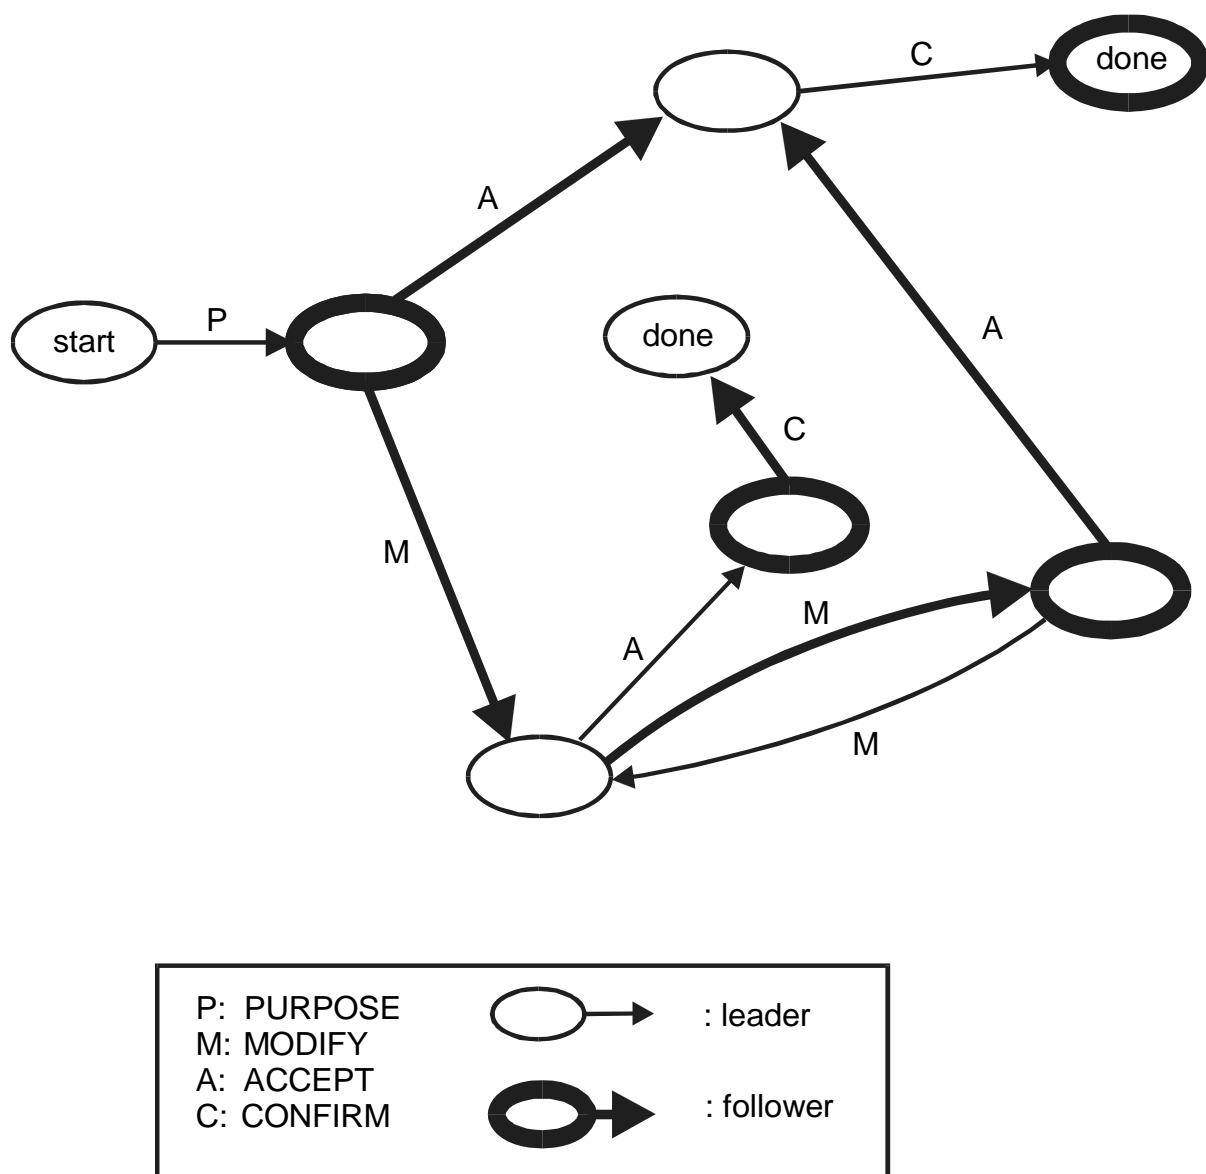 C
done
A
start
P
done
A
C
M
M
A
M
P: PURPOSE
M: MODIFY
A: ACCEPT
C: CONFIRM
: leader
: follower